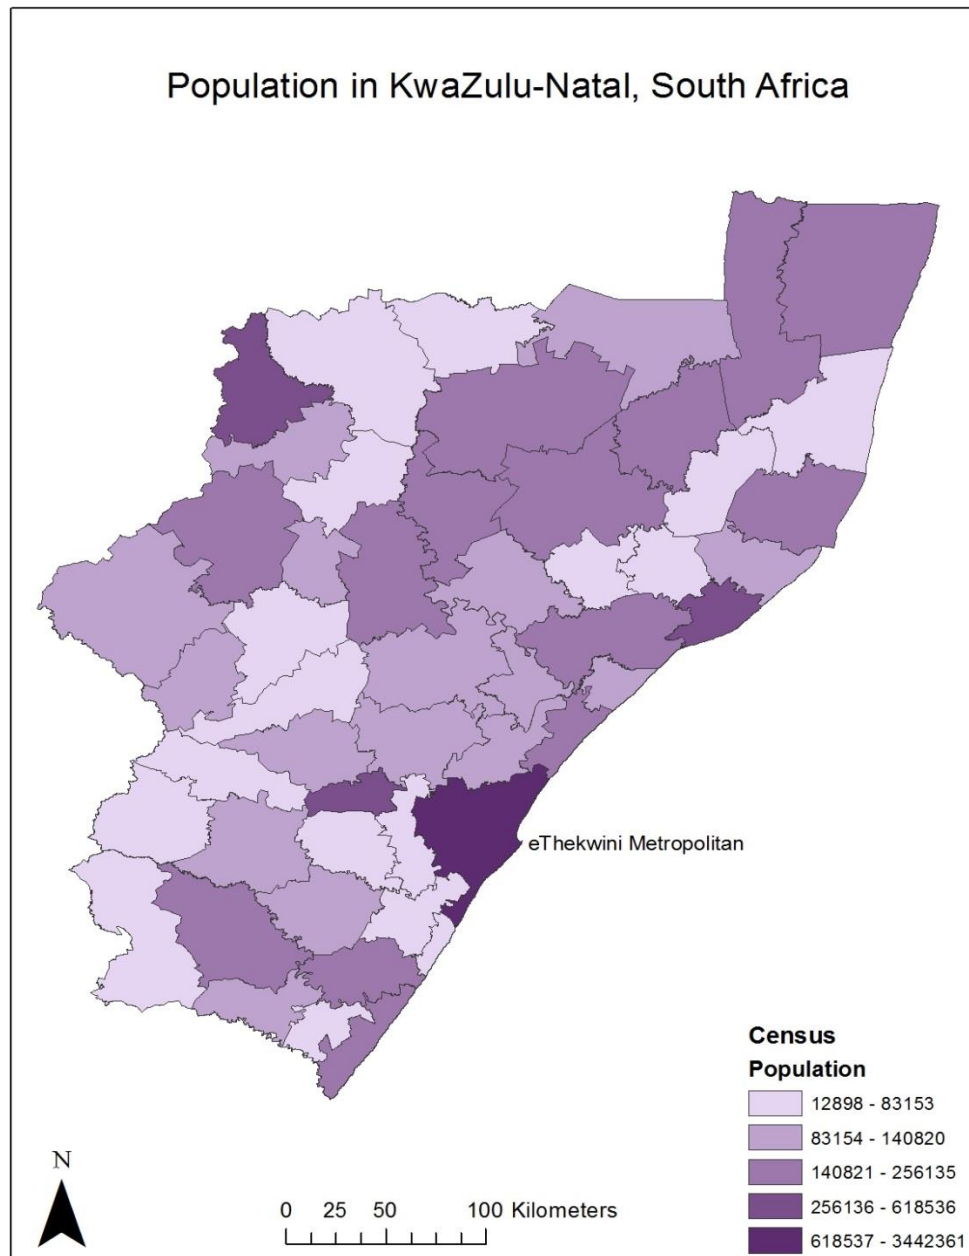 Population in KwaZulu-Natal, South Africa
eThekwini Metropolitan
Census
Population
12898 - 83153
83154 - 140820
140821 - 256135
256136 - 618536
618537 - 3442361
N
0 25 50 100 Kilometers